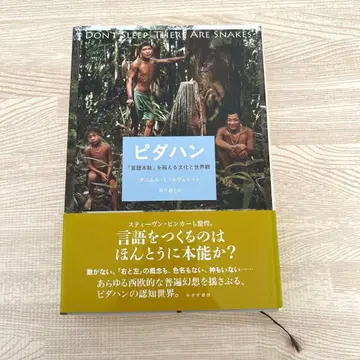 DON'T SLEEP, THERE ARE SNAKES
ピダハン
「言語本能」を超える文化と世界観
ダニエル・L・エヴェレット
屋代通子訳
スティーヴン・ピンカーも驚愕。
言語をつくるのは
ほんとうに本能か？
数がない、「右と左」の概念も、色名もない、神もいない……
あらゆる西欧的な普遍幻想を揺さぶる、
ピダハンの認知世界。
みすず書房